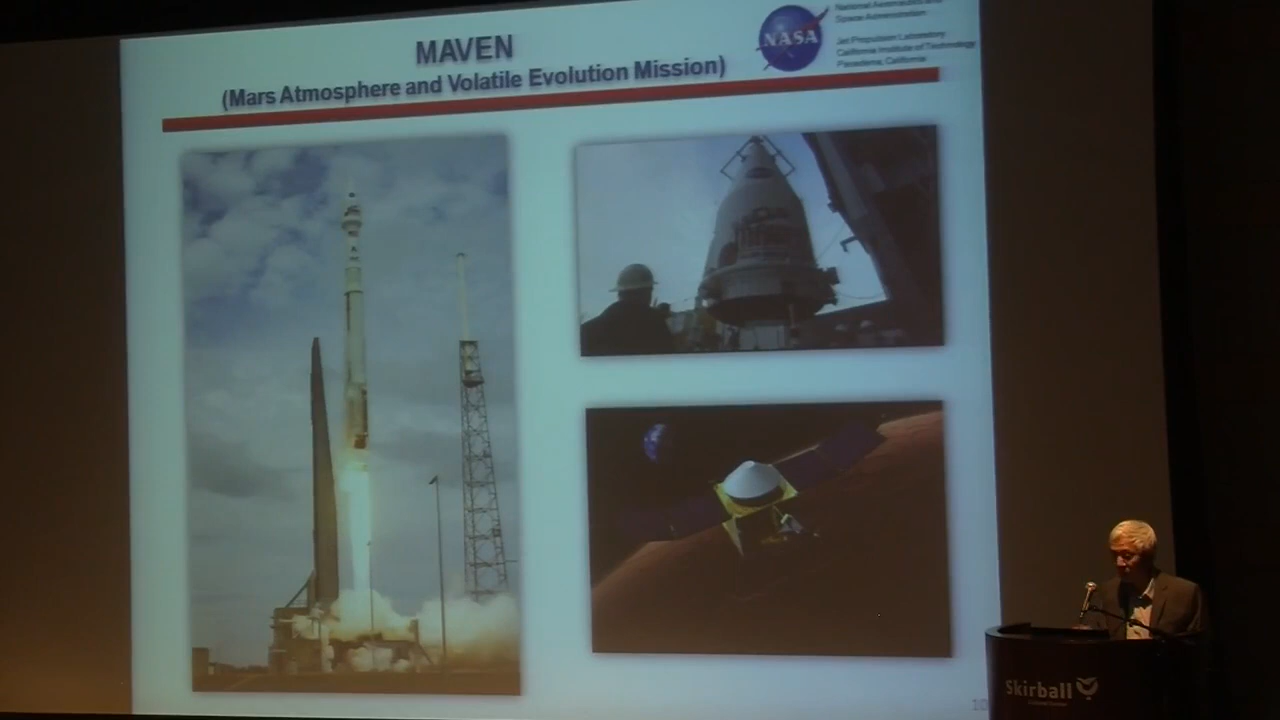 MAVEN
(Mars Atmosphere and Volatile Evolution Mission)
NASA
National Aeronautics and
Space Administration
Jet Propulsion Laboratory
California Institute of Technology
Pasadena, California
Skirball